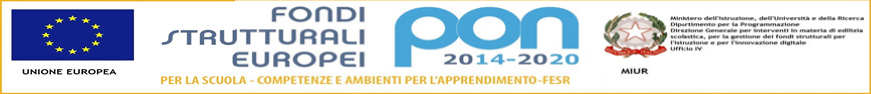 FONDI
STRUTTURALI
EUROPEI
pon
2014-2020
UNIONE EUROPEA
PER LA SCUOLA - COMPETENZE E AMBIENTI PER L'APPRENDIMENTO-FESR
Ministero dell'Istruzione, dell'Università e della Ricerca
Dipartimento per la Programmazione
Direzione Generale per interventi in materia di edilizia
scolastica, per la gestione dei fondi strutturali per
l'istruzione e per l'innovazione digitale
Ufficio IV
MIUR